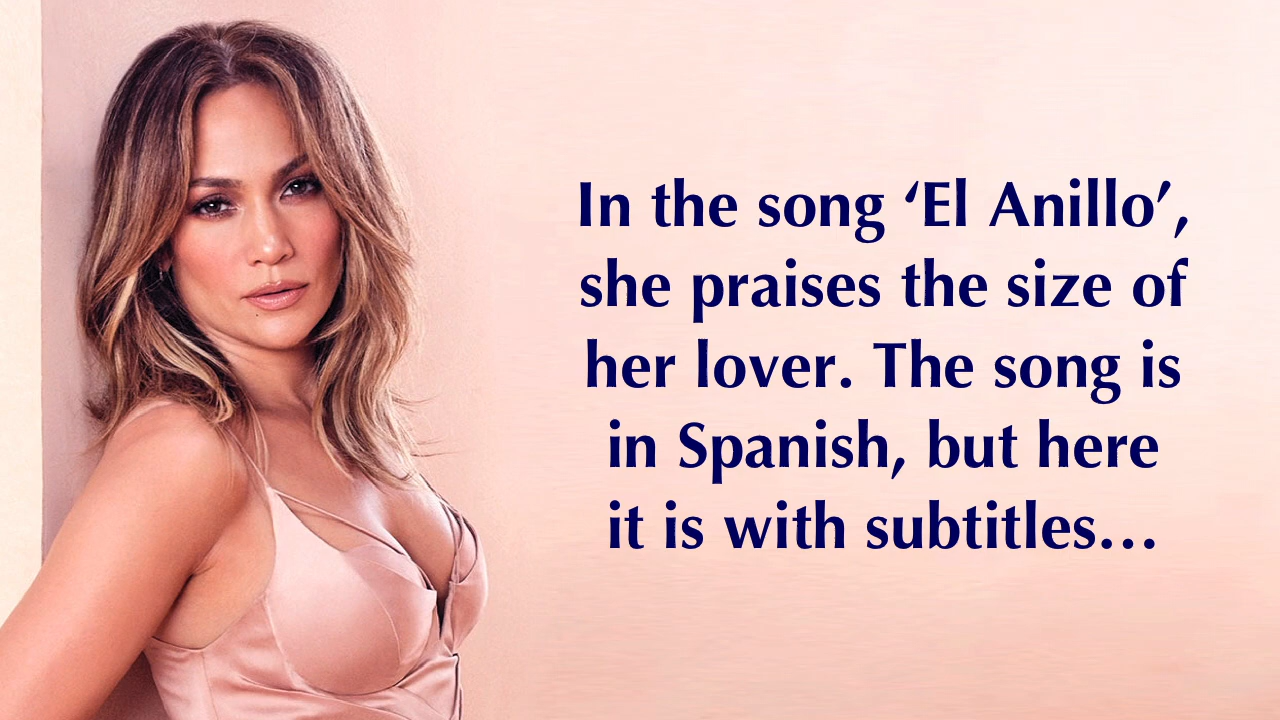 In the song ‘El Anillo’,
she praises the size of
her lover. The song is
in Spanish, but here
it is with subtitles…